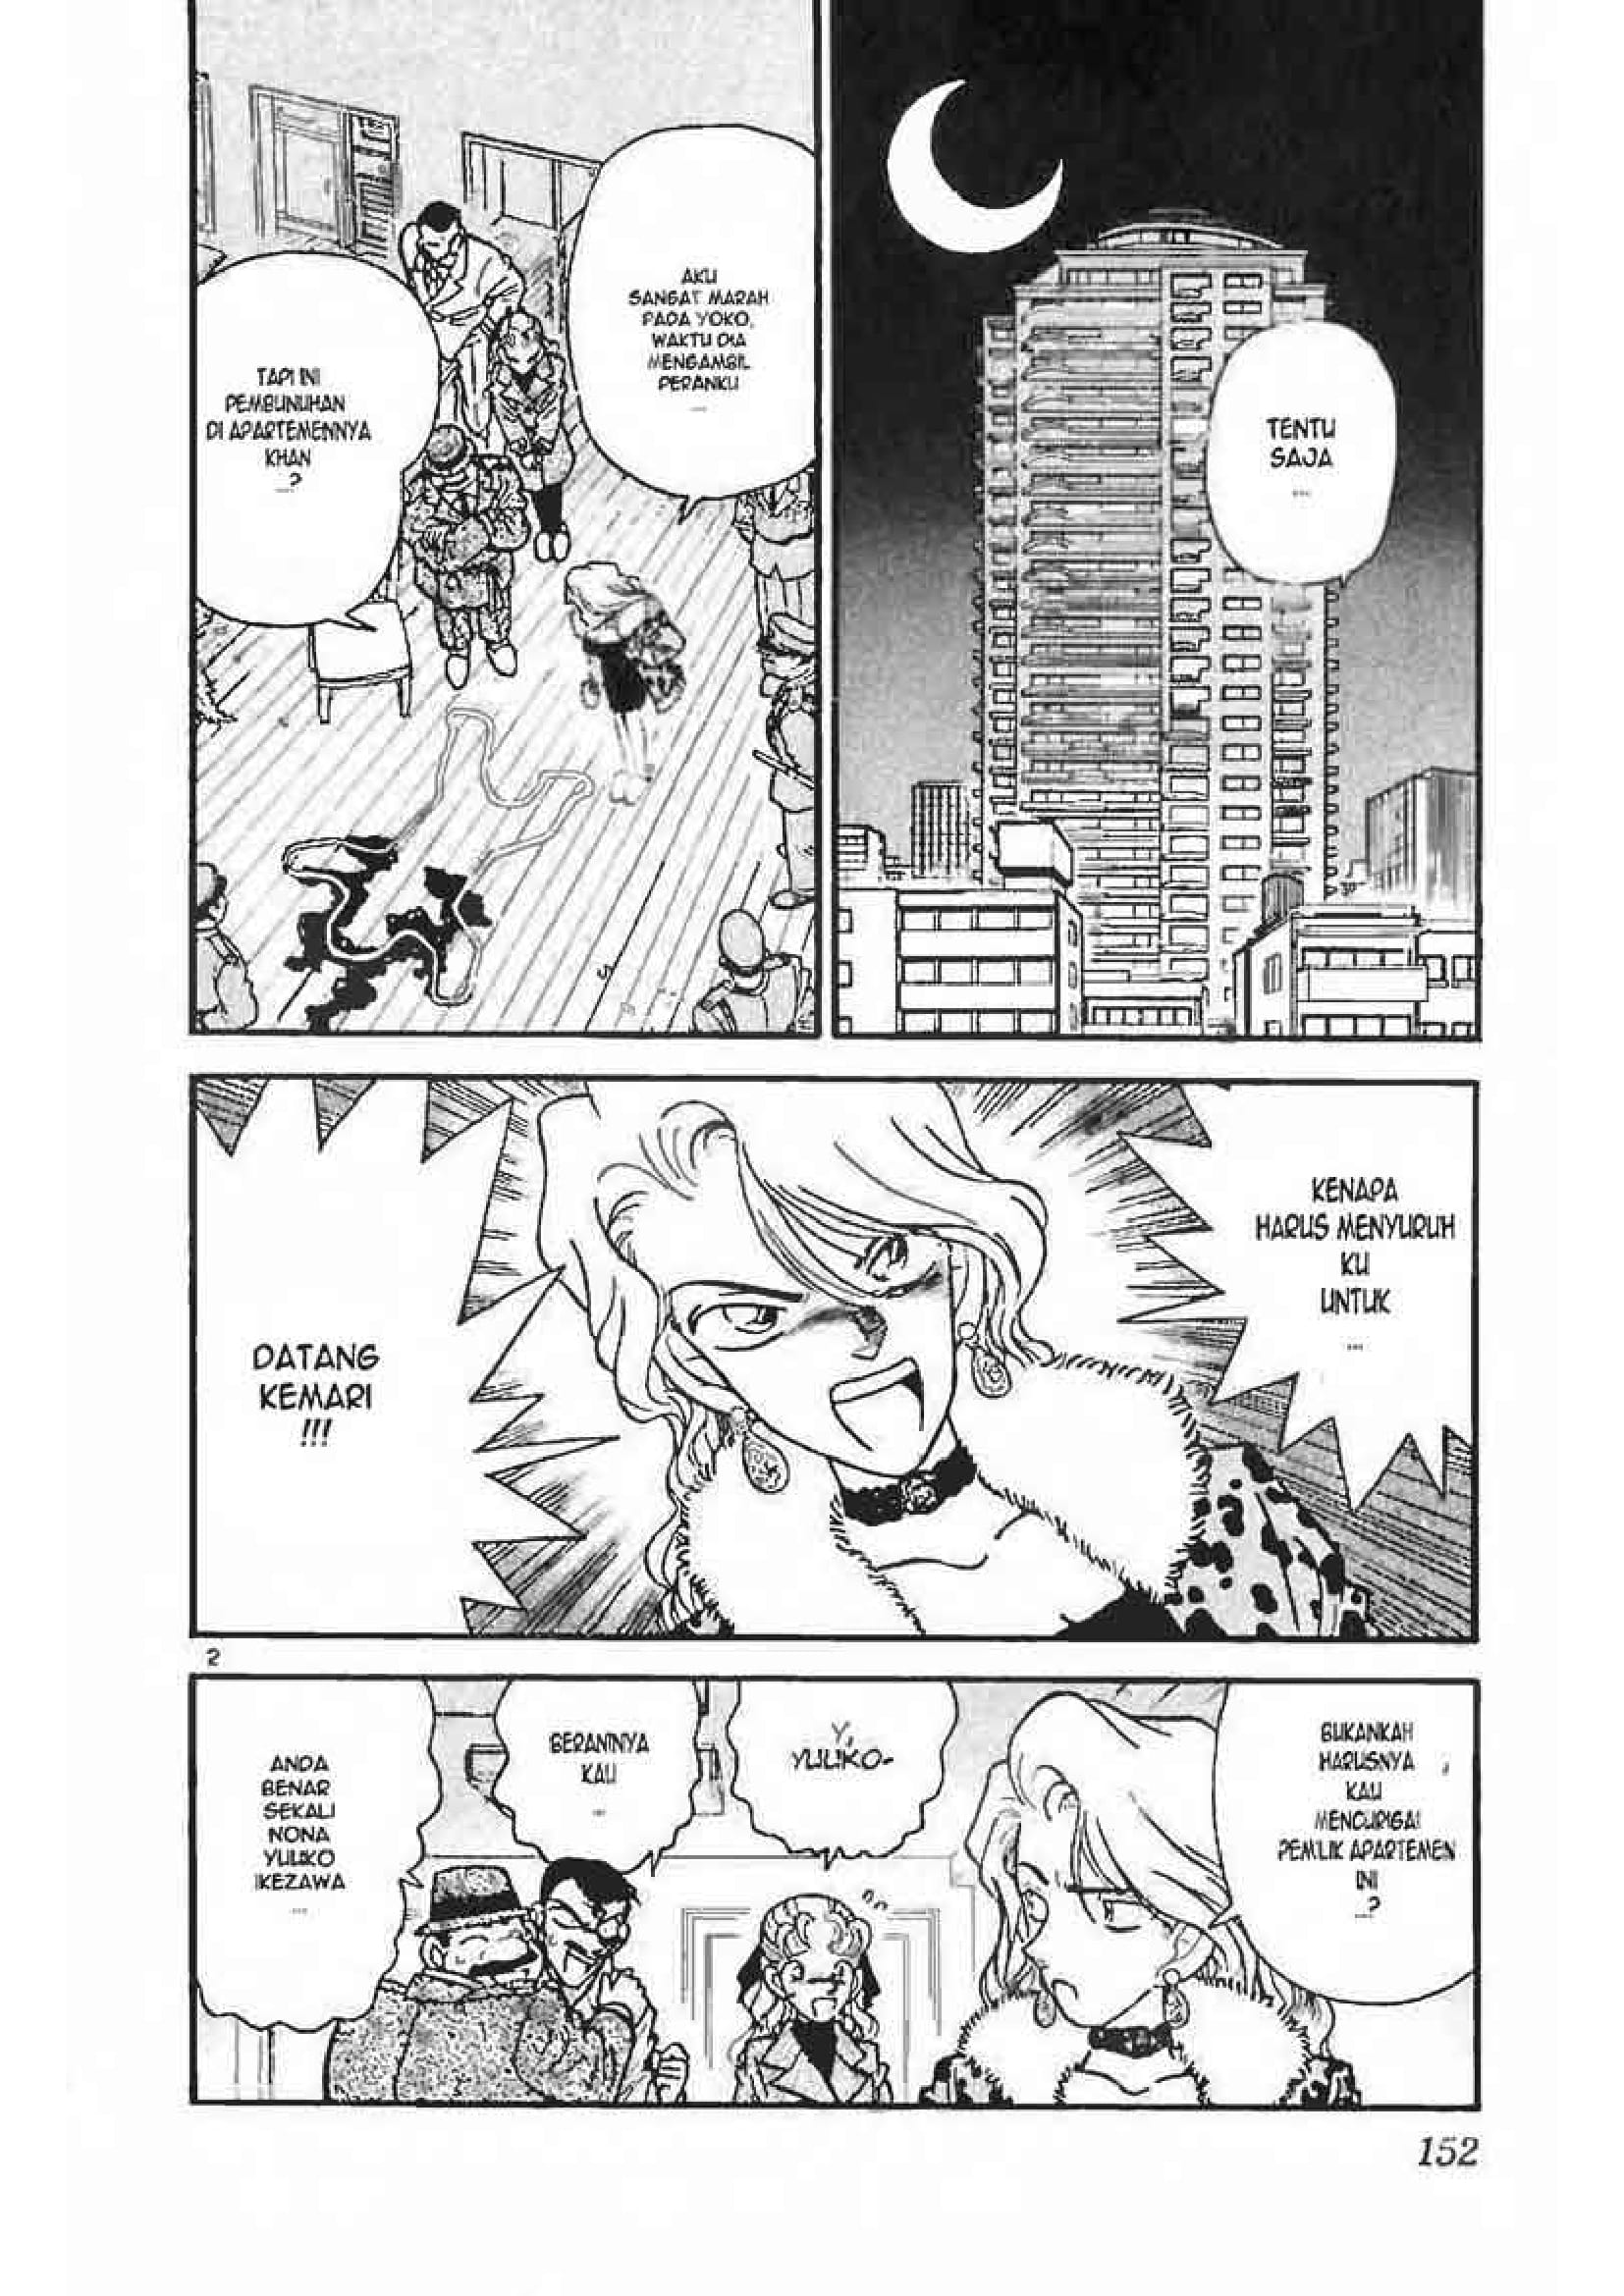 TENTU
SAJA
...
AKU
SANGAT MARAH
PADA YOKO,
WAKTU DIA
MENGAMBIL
PERANKU
...
TAPI INI
PEMBUNUHAN
DI APARTEMENNYA
KHAN
...?
KENAPA
HARUS MENYURUH
KU
UNTUK
...
DATANG
KEMARI
!!!
2
BUKANKAH
HARUSNYA
KAU
MENCURIGAI
PEMILIK APARTEMEN
INI
...?
Y,
YUUKO-
BERANINYA
KAU
...
ANDA
BENAR
SEKALI
NONA
YUUKO
IKEZAWA
...
152